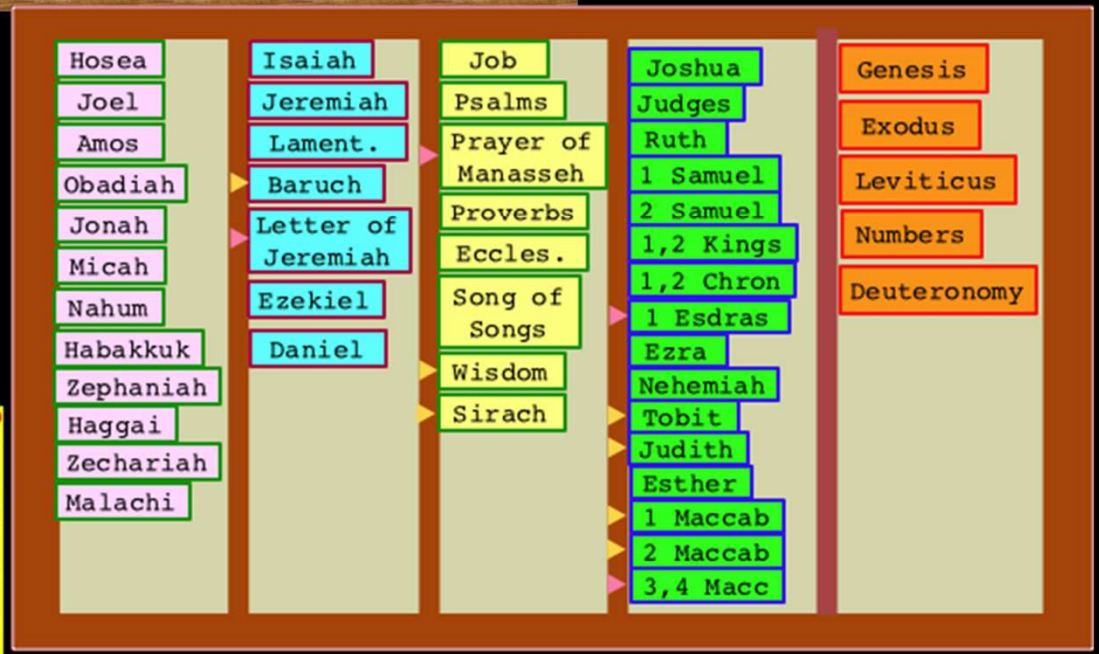 Hosea
Joel
Amos
Obadiah
Jonah
Micah
Nahum
Habakkuk
Zephaniah
Haggai
Zechariah
Malachi
Isaiah
Jeremiah
Lament.
Baruch
Letter of
Jeremiah
Ezekiel
Daniel
Job
Psalms
Prayer of
Manasseh
Proverbs
Eccles.
Song of
Songs
Wisdom
Sirach
Joshua
Judges
Ruth
1 Samuel
2 Samuel
1,2 Kings
1,2 Chron
1 Esdras
Ezra
Nehemiah
Tobit
Judith
Esther
1 Maccab
2 Maccab
3,4 Macc
Genesis
Exodus
Leviticus
Numbers
Deuteronomy